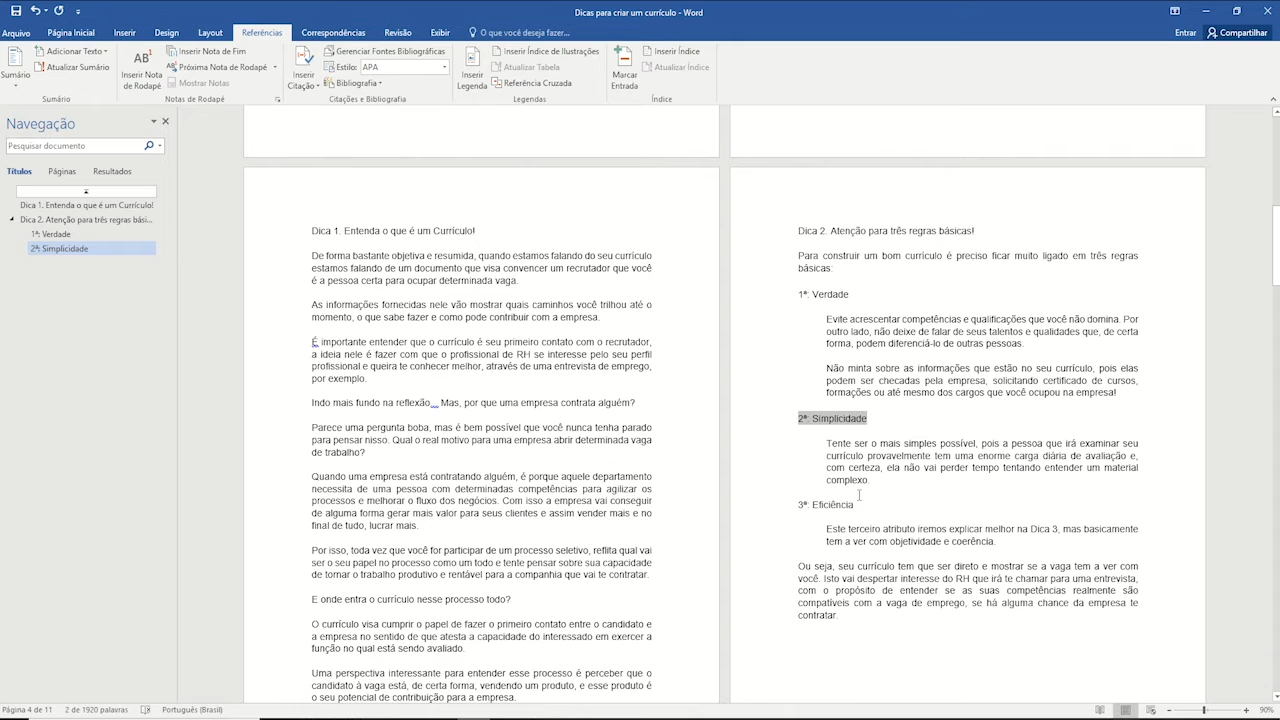 Dicas para criar um currículo - Word
Arquivo Página Inicial Inserir Design Layout Referências Correspondências Revisão Exibir O que você deseja fazer... Entrar Compartilhar
Sumário
Adicionar Texto
Atualizar Sumário
Sumário
AB¹
Inserir Nota de Rodapé
Inserir Nota de Fim
Próxima Nota de Rodapé
Mostrar Notas
Notas de Rodapé
Inserir Citação
Gerenciar Fontes Bibliográficas
Estilo: APA
Bibliografia
Citações e Bibliografia
Inserir Legenda
Inserir Índice de Ilustrações
Atualizar Tabela
Referência Cruzada
Legendas
Marcar Entrada
Inserir Índice
Atualizar Índice
Índice
Navegação
Pesquisar documento
Títulos Páginas Resultados
Dica 1. Entenda o que é um Currículo!
Dica 2. Atenção para três regras bási...
1ª: Verdade
2ª: Simplicidade
Dica 1. Entenda o que é um Currículo!
De forma bastante objetiva e resumida, quando estamos falando do seu currículo
estamos falando de um documento que visa convencer um recrutador que você
é a pessoa certa para ocupar determinada vaga.
As informações fornecidas nele vão mostrar quais caminhos você trilhou até o
momento, o que sabe fazer e como pode contribuir com a empresa.
É importante entender que o currículo é seu primeiro contato com o recrutador,
a ideia nele é fazer com que o profissional de RH se interesse pelo seu perfil
profissional e queira te conhecer melhor, através de uma entrevista de emprego,
por exemplo.
Indo mais fundo na reflexão... Mas, por que uma empresa contrata alguém?
Parece uma pergunta boba, mas é bem possível que você nunca tenha parado
para pensar nisso. Qual o real motivo para uma empresa abrir determinada vaga
de trabalho?
Quando uma empresa está contratando alguém, é porque aquele departamento
necessita de uma pessoa com determinadas competências para agilizar os
processos e melhorar o fluxo dos negócios. Com isso a empresa vai conseguir
de alguma forma gerar mais valor para seus clientes e assim vender mais e no
final de tudo, lucrar mais.
Por isso, toda vez que você for participar de um processo seletivo, reflita qual vai
ser o seu papel no processo como um todo e tente pensar sobre sua capacidade
de tornar o trabalho produtivo e rentável para a companhia que vai te contratar.
E onde entra o currículo nesse processo todo?
O currículo visa cumprir o papel de fazer o primeiro contato entre o candidato e
a empresa no sentido de que atesta a capacidade do interessado em exercer a
função no qual está sendo avaliado.
Uma perspectiva interessante para entender esse processo é perceber que o
candidato à vaga está, de certa forma, vendendo um produto, e esse produto é
o seu potencial de contribuição para a empresa.
Dica 2. Atenção para três regras básicas!
Para construir um bom currículo é preciso ficar muito ligado em três regras
básicas:
1ª: Verdade
Evite acrescentar competências e qualificações que você não domina. Por
outro lado, não deixe de falar de seus talentos e qualidades que, de certa
forma, podem diferenciá-lo de outras pessoas.
Não minta sobre as informações que estão no seu currículo, pois elas
podem ser checadas pela empresa, solicitando certificado de cursos,
formações ou até mesmo dos cargos que você ocupou na empresa!
2ª: Simplicidade
Tente ser o mais simples possível, pois a pessoa que irá examinar seu
currículo provavelmente tem uma enorme carga diária de avaliação e,
com certeza, ela não vai perder tempo tentando entender um material
complexo.
3ª: Eficiência
Este terceiro atributo iremos explicar melhor na Dica 3, mas basicamente
tem a ver com objetividade e coerência.
Ou seja, seu currículo tem que ser direto e mostrar se a vaga tem a ver com
você. Isto vai despertar interesse do RH que irá te chamar para uma entrevista,
com o propósito de entender se as suas competências realmente são
compatíveis com a vaga de emprego, se há alguma chance da empresa te
contratar.
Página 4 de 11 2 de 1920 palavras Português (Brasil) 90%